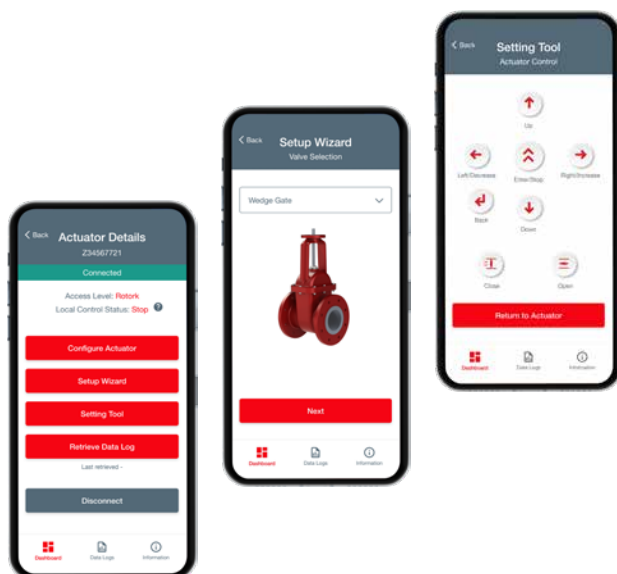 Back
Actuator Details
Z34567721
Connected
Access Level: Rotork
Local Control Status: Stop
Configure Actuator
Setup Wizard
Setting Tool
Retrieve Data Log
Last retrieved -
Disconnect
Dashboard
Data Logs
Information
Back
Setup Wizard
Valve Selection
Wedge Gate
Next
Dashboard
Data Logs
Information
Back
Setting Tool
Actuator Control
Up
Left/Decrease
Enter/Stop
Right/Increase
Back
Down
Close
Open
Return to Actuator
Dashboard
Data Logs
Information